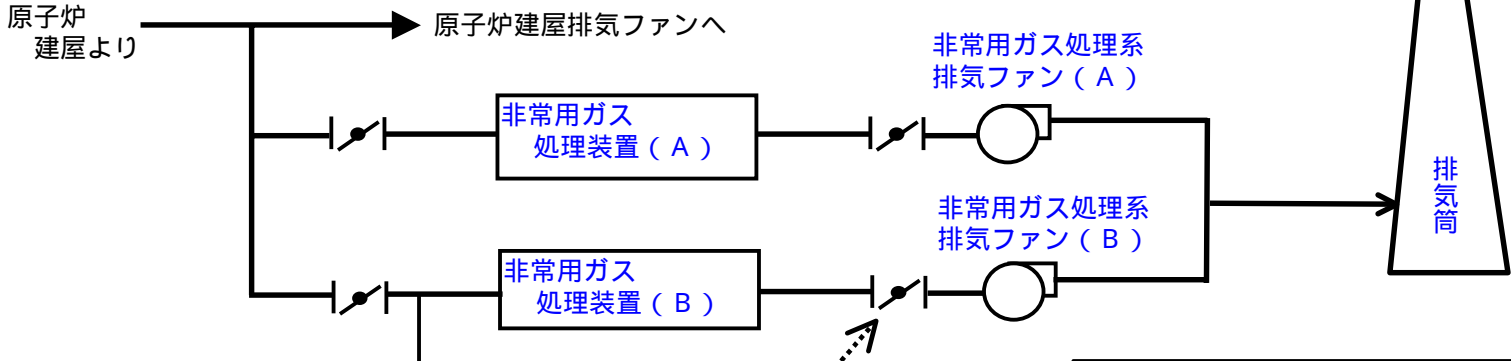 原子炉
建屋より
原子炉建屋排気ファンへ
非常用ガス処理系
排気ファン（Ａ）
非常用ガス
処理装置（Ａ）
非常用ガス処理系
排気ファン（Ｂ）
非常用ガス
処理装置（Ｂ）
排気筒